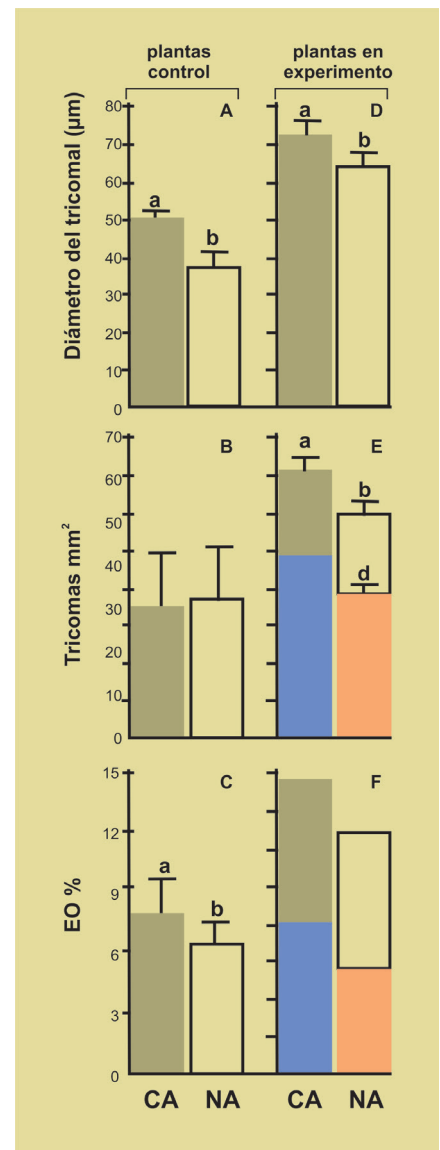 plantas
control
plantas en
experimento
Diámetro del tricomal (µm)
80
70
60
50
40
30
20
10
0
A
a
b
D
a
b
Tricomas mm²
70
60
50
40
30
20
10
0
B
E
a
b
d
EO %
15
12
9
6
3
0
C
a
b
F
CA
NA
CA
NA